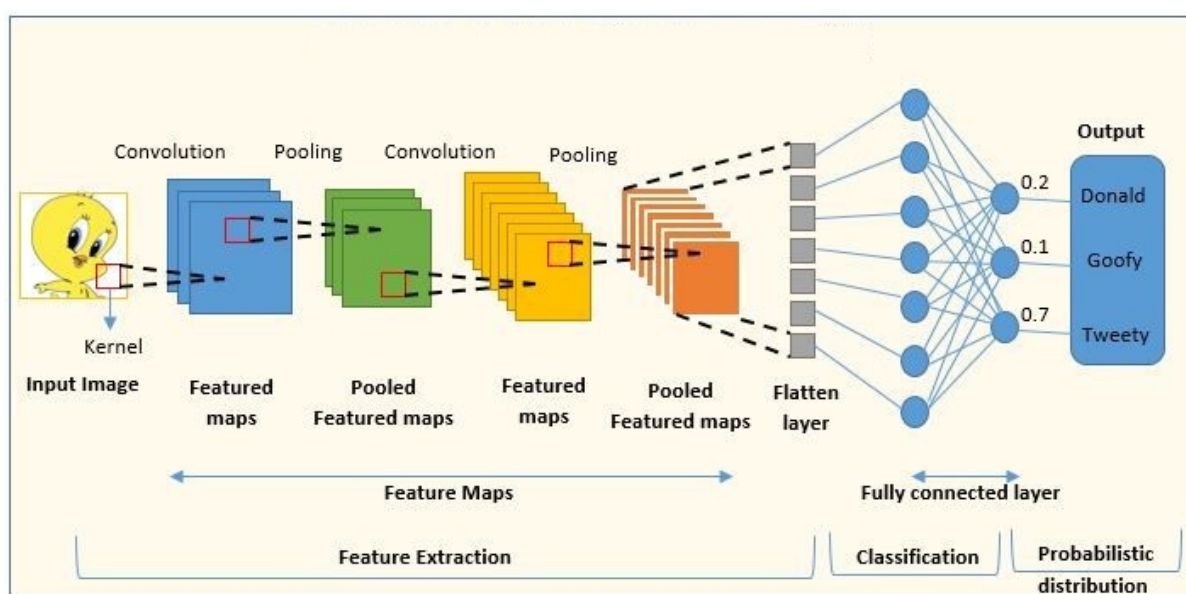 Convolution
Pooling
Convolution
Pooling
Output
0.2
Donald
0.1
Goofy
0.7
Tweety
Kernel
Input Image
Featured
maps
Pooled
Featured maps
Featured
maps
Pooled
Featured maps
Flatten
layer
Feature Maps
Fully connected layer
Feature Extraction
Classification
Probabilistic
distribution